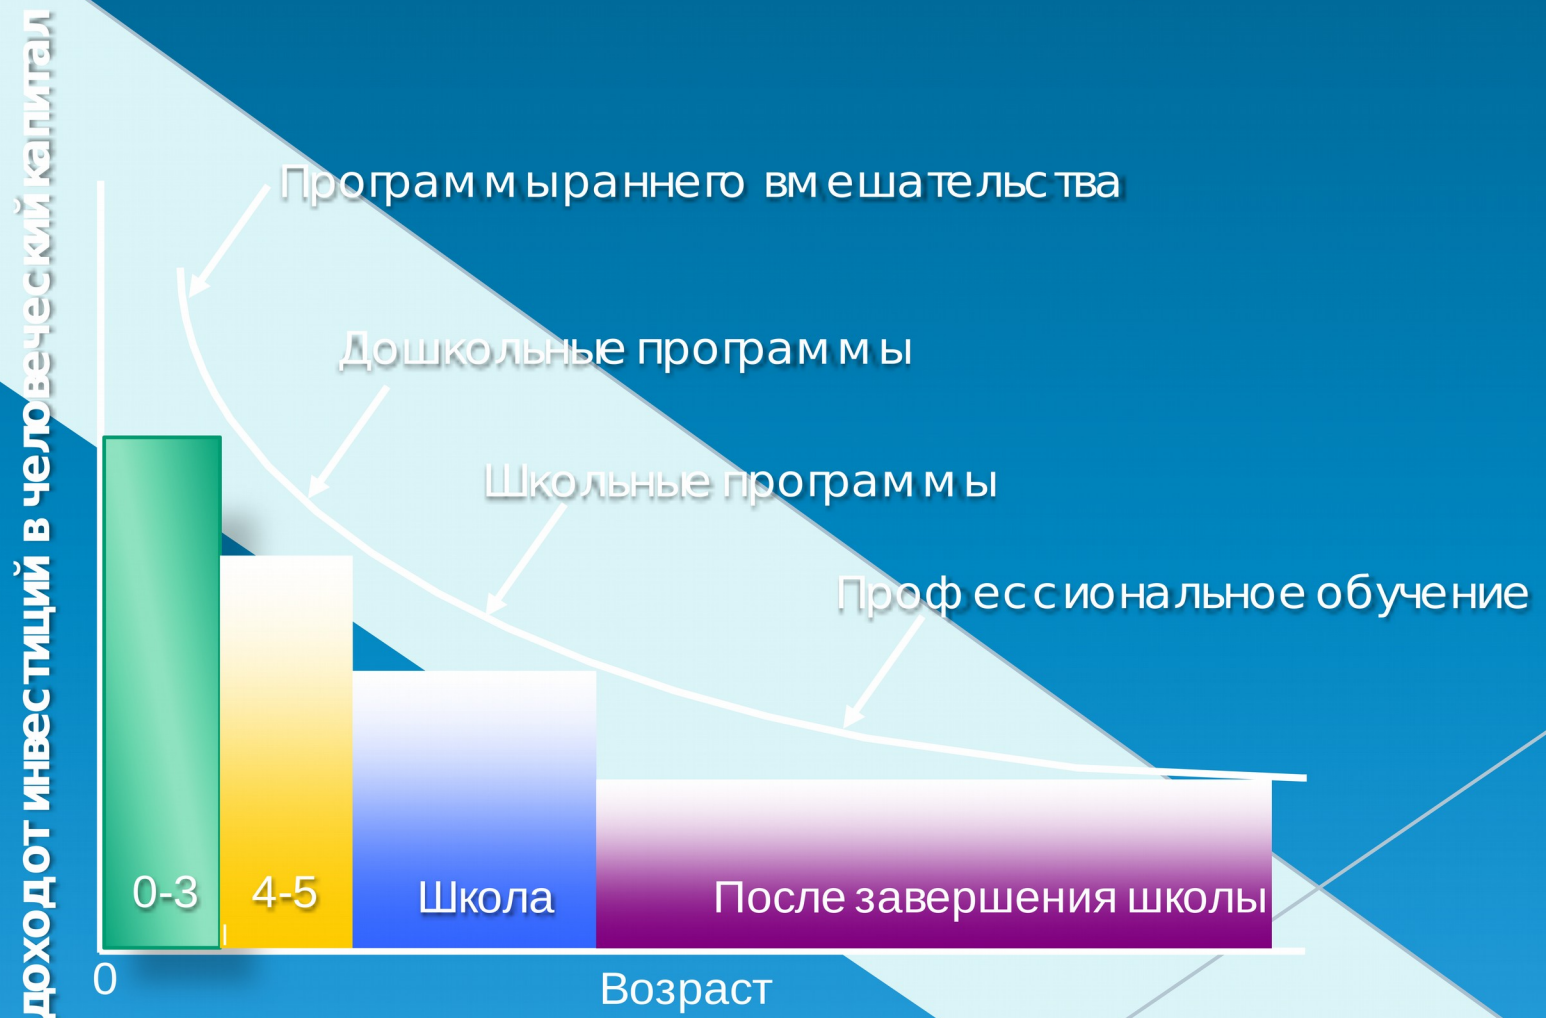 доход от инвестиций в человеческий капитал
Программы раннего вмешательства
Дошкольные программы
Школьные программы
Профессиональное обучение
0-3
4-5
Школа
После завершения школы
0
Возраст